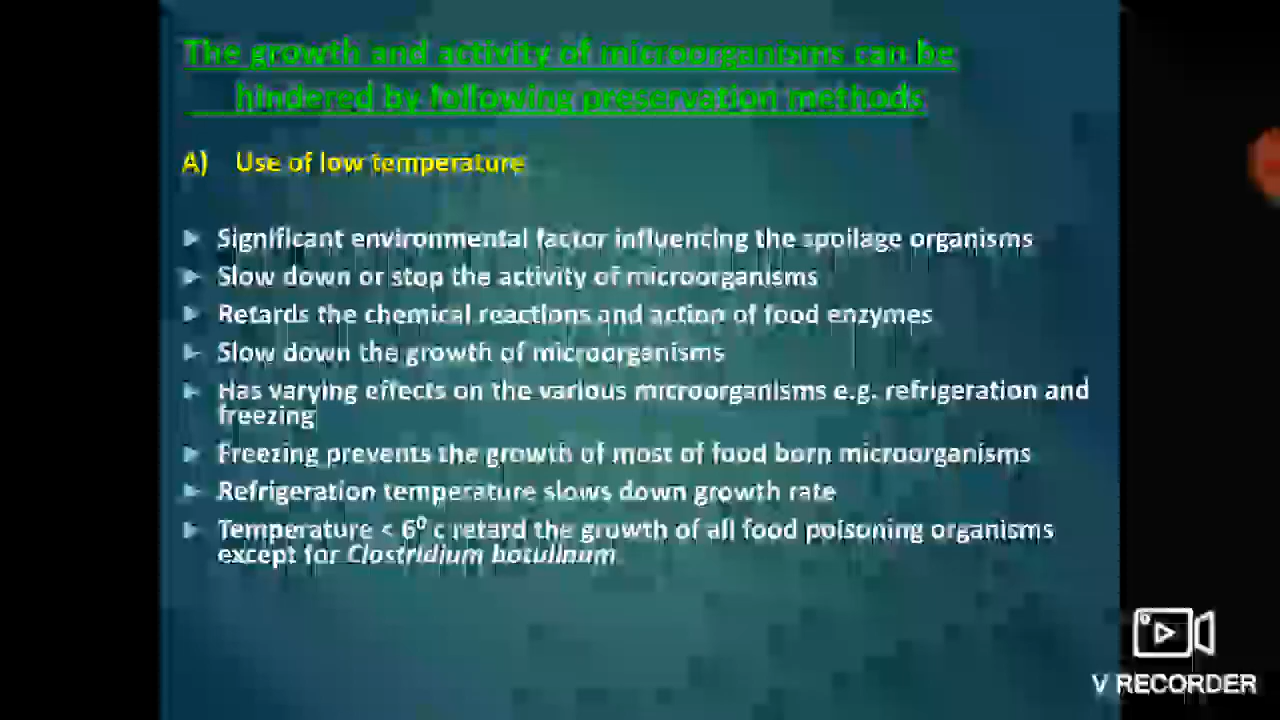 The growth and activity of microorganisms can be
hindered by following preservation methods
A) Use of low temperature
Significant environmental factor influencing the spoilage organisms
Slow down or stop the activity of microorganisms
Retards the chemical reactions and action of food enzymes
Slow down the growth of microorganisms
Has varying effects on the various microorganisms e.g. refrigeration and
freezing
Freezing prevents the growth of most of food born microorganisms
Refrigeration temperature slows down growth rate
Temperature < 6⁰ c retard the growth of all food poisoning organisms
except for Clostridium botulinum.
V RECORDER